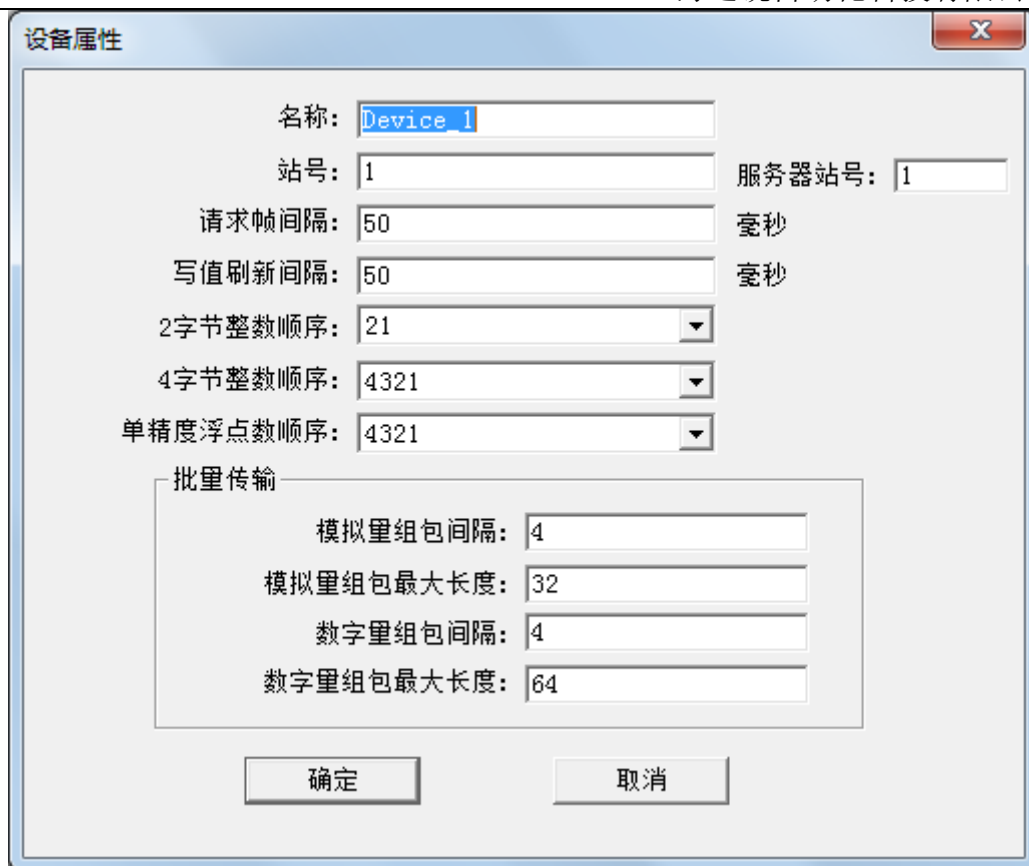 设备属性
名称: Device_1
站号: 1 服务器站号: 1
请求帧间隔: 50 毫秒
写值刷新间隔: 50 毫秒
2字节整数顺序: 21
4字节整数顺序: 4321
单精度浮点数顺序: 4321
批量传输
模拟量组包间隔: 4
模拟量组包最大长度: 32
数字量组包间隔: 4
数字量组包最大长度: 64
确定 取消